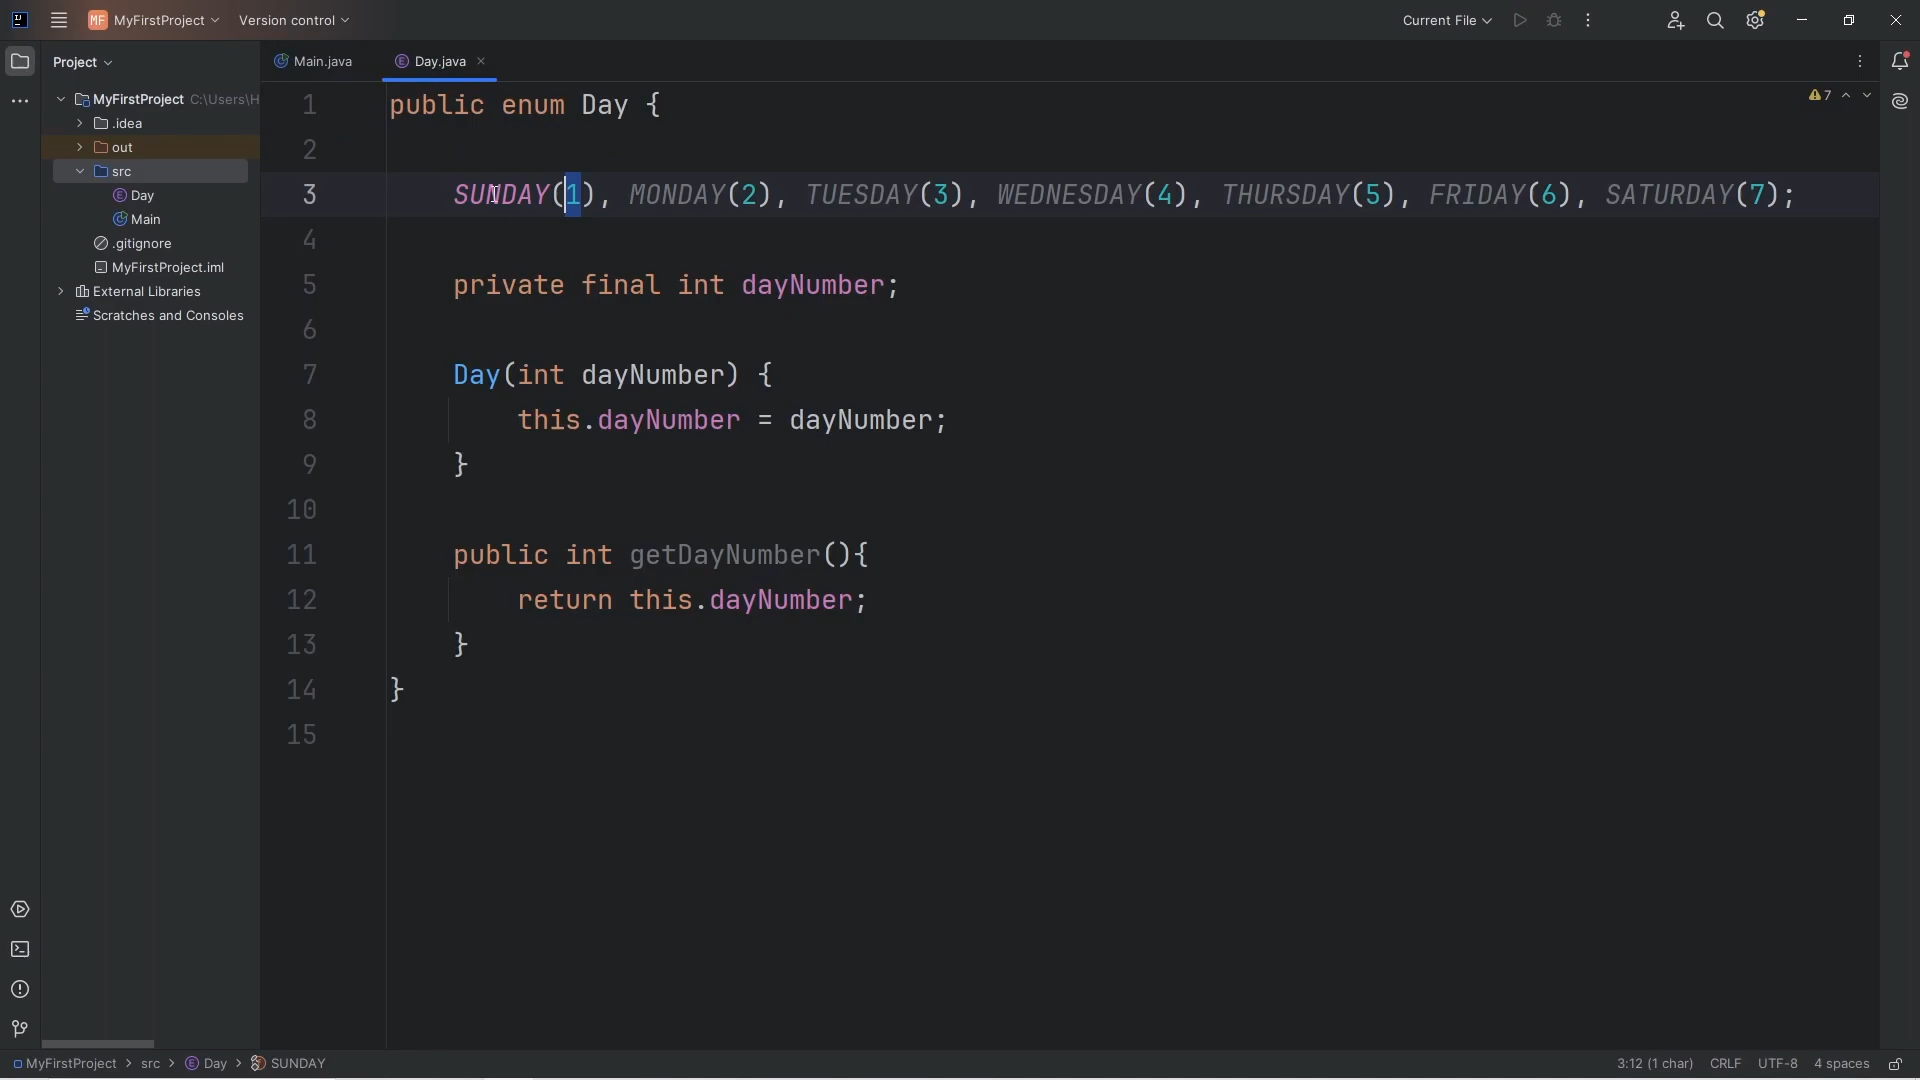 MF MyFirstProject Version control Current File
Project Main.java Day.java
MyFirstProject C:\Users\H
.idea
out
src
Day
Main
.gitignore
MyFirstProject.iml
External Libraries
Scratches and Consoles
7
1 public enum Day {
2
3 SUNDAY(1), MONDAY(2), TUESDAY(3), WEDNESDAY(4), THURSDAY(5), FRIDAY(6), SATURDAY(7);
4
5 private final int dayNumber;
6
7 Day(int dayNumber) {
8 this.dayNumber = dayNumber;
9 }
10
11 public int getDayNumber(){
12 return this.dayNumber;
13 }
14 }
15
MyFirstProject > src > Day > SUNDAY 3:12 (1 char) CRLF UTF-8 4 spaces